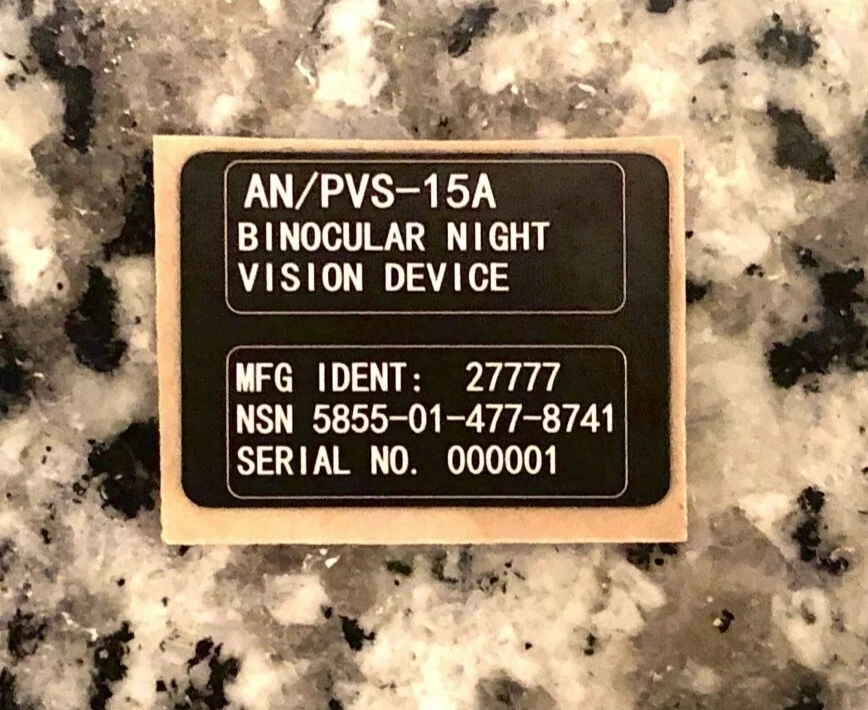 AN/PVS-15A
BINOCULAR NIGHT
VISION DEVICE
MFG IDENT: 27777
NSN 5855-01-477-8741
SERIAL NO. 000001